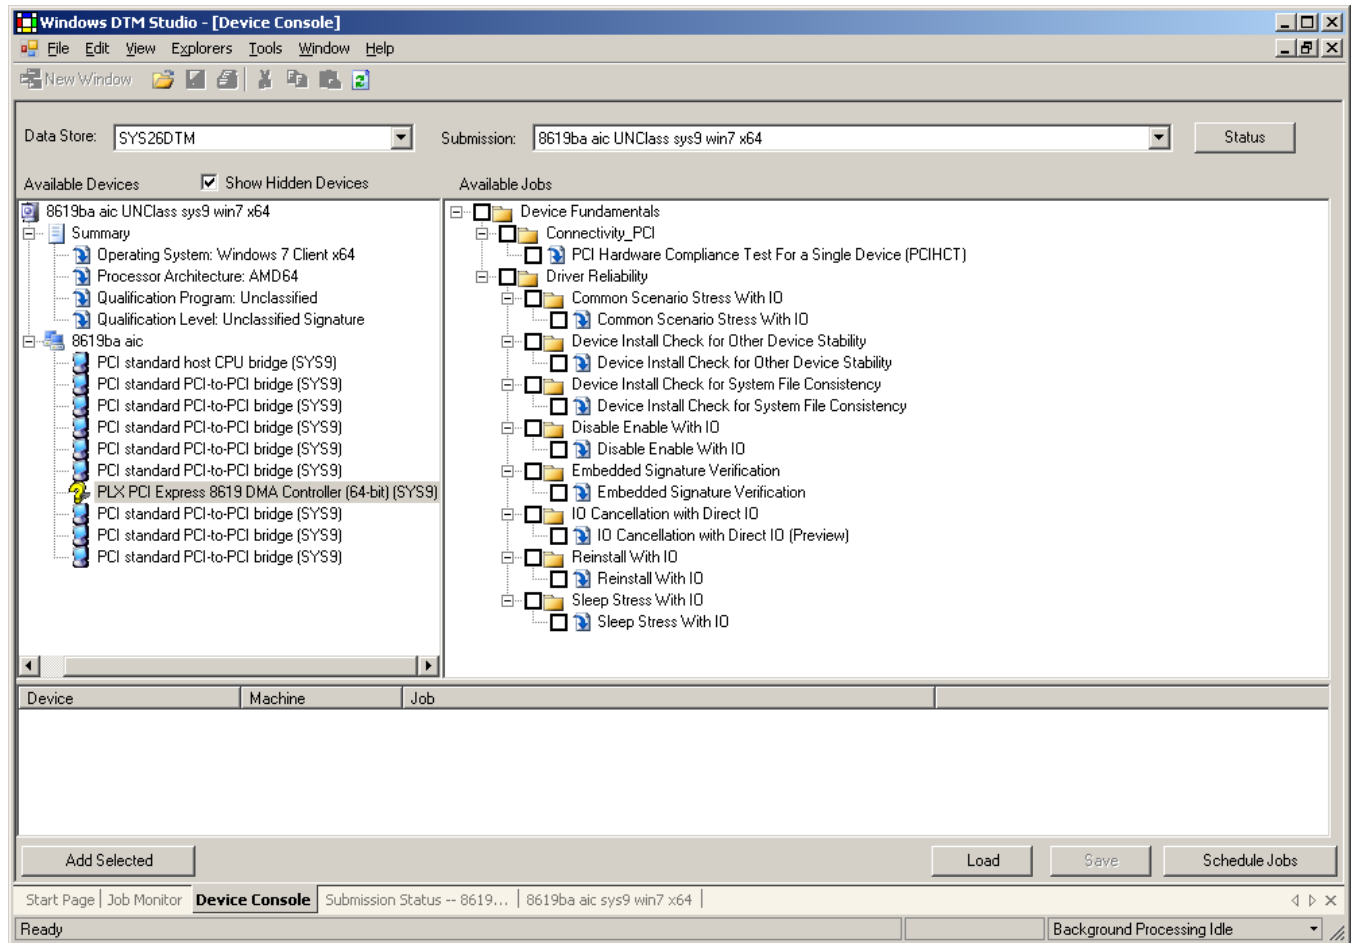 Windows DTM Studio - [Device Console]
File Edit View Explorers Tools Window Help
New Window
Data Store: SYS26DTM Submission: 8619ba aic UNClass sys9 win7 x64 Status
Available Devices Show Hidden Devices Available Jobs
8619ba aic UNClass sys9 win7 x64
Summary
Operating System: Windows 7 Client x64
Processor Architecture: AMD64
Qualification Program: Unclassified
Qualification Level: Unclassified Signature
8619ba aic
PCI standard host CPU bridge (SYS9)
PCI standard PCI-to-PCI bridge (SYS9)
PCI standard PCI-to-PCI bridge (SYS9)
PCI standard PCI-to-PCI bridge (SYS9)
PCI standard PCI-to-PCI bridge (SYS9)
PCI standard PCI-to-PCI bridge (SYS9)
PLX PCI Express 8619 DMA Controller (64-bit) (SYS9)
PCI standard PCI-to-PCI bridge (SYS9)
PCI standard PCI-to-PCI bridge (SYS9)
PCI standard PCI-to-PCI bridge (SYS9)
Device Fundamentals
Connectivity_PCI
PCI Hardware Compliance Test For a Single Device (PCIHCT)
Driver Reliability
Common Scenario Stress With IO
Common Scenario Stress With IO
Device Install Check for Other Device Stability
Device Install Check for Other Device Stability
Device Install Check for System File Consistency
Device Install Check for System File Consistency
Disable Enable With IO
Disable Enable With IO
Embedded Signature Verification
Embedded Signature Verification
IO Cancellation with Direct IO
IO Cancellation with Direct IO (Preview)
Reinstall With IO
Reinstall With IO
Sleep Stress With IO
Sleep Stress With IO
Device Machine Job
Add Selected Load Save Schedule Jobs
Start Page Job Monitor Device Console Submission Status -- 8619... 8619ba aic sys9 win7 x64
Ready Background Processing Idle